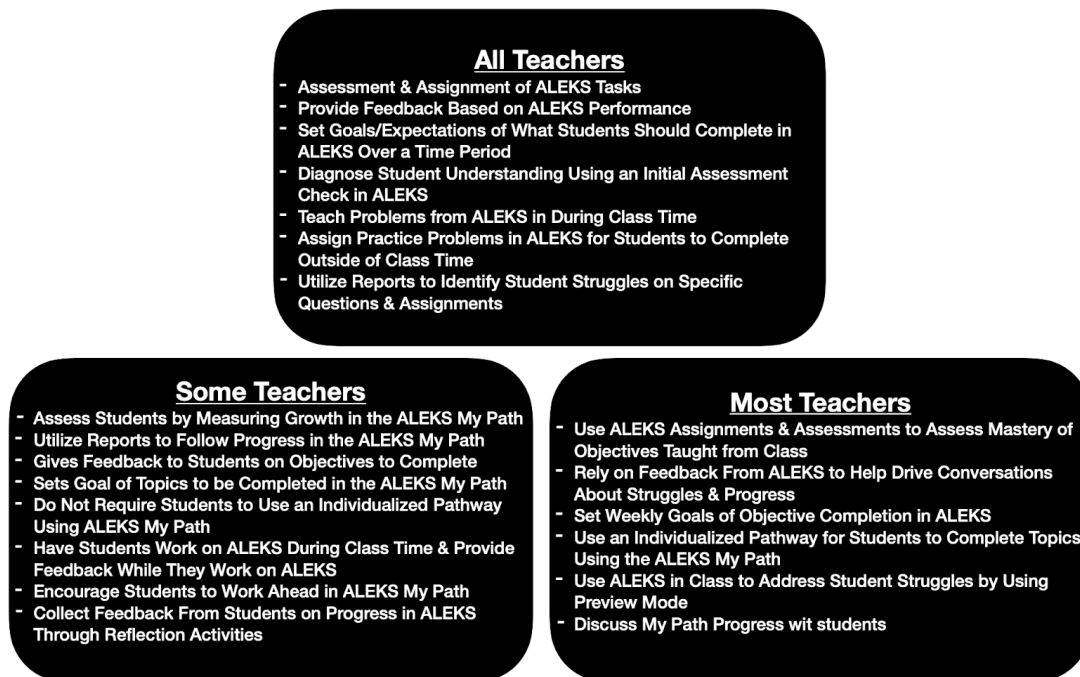 All Teachers
- Assessment & Assignment of ALEKS Tasks
- Provide Feedback Based on ALEKS Performance
- Set Goals/Expectations of What Students Should Complete in
ALEKS Over a Time Period
- Diagnose Student Understanding Using an Initial Assessment
Check in ALEKS
- Teach Problems from ALEKS in During Class Time
- Assign Practice Problems in ALEKS for Students to Complete
Outside of Class Time
- Utilize Reports to Identify Student Struggles on Specific
Questions & Assignments
Some Teachers
- Assess Students by Measuring Growth in the ALEKS My Path
- Utilize Reports to Follow Progress in the ALEKS My Path
- Gives Feedback to Students on Objectives to Complete
- Sets Goal of Topics to be Completed in the ALEKS My Path
- Do Not Require Students to Use an Individualized Pathway
Using ALEKS My Path
- Have Students Work on ALEKS During Class Time & Provide
Feedback While They Work on ALEKS
- Encourage Students to Work Ahead in ALEKS My Path
- Collect Feedback From Students on Progress in ALEKS
Through Reflection Activities
Most Teachers
- Use ALEKS Assignments & Assessments to Assess Mastery of
Objectives Taught from Class
- Rely on Feedback From ALEKS to Help Drive Conversations
About Struggles & Progress
- Set Weekly Goals of Objective Completion in ALEKS
- Use an Individualized Pathway for Students to Complete Topics
Using the ALEKS My Path
- Use ALEKS in Class to Address Student Struggles by Using
Preview Mode
- Discuss My Path Progress wit students